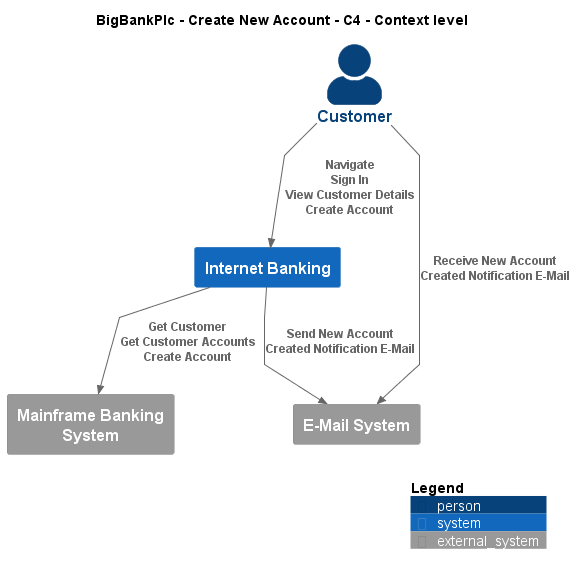 BigBankPlc - Create New Account - C4 - Context level
Customer
Navigate
Sign In
View Customer Details
Create Account
Receive New Account
Created Notification E-Mail
Internet Banking
Get Customer
Get Customer Accounts
Create Account
Send New Account
Created Notification E-Mail
Mainframe Banking
System
E-Mail System
Legend
person
system
external_system